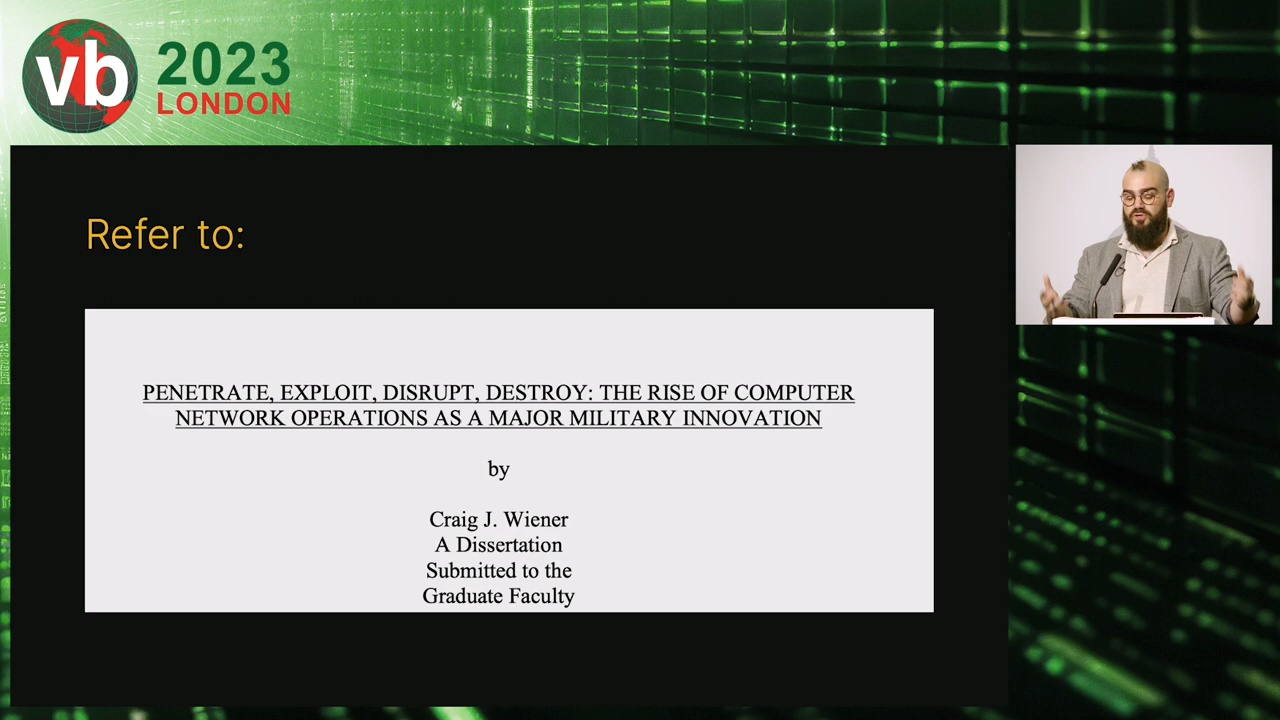 vb
2023
LONDON
Refer to:
PENETRATE, EXPLOIT, DISRUPT, DESTROY: THE RISE OF COMPUTER
NETWORK OPERATIONS AS A MAJOR MILITARY INNOVATION
by
Craig J. Wiener
A Dissertation
Submitted to the
Graduate Faculty